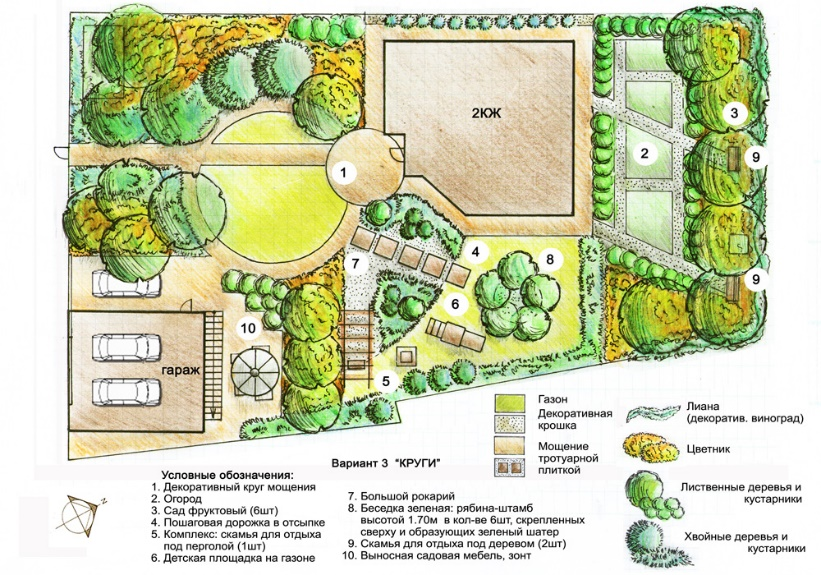 2КЖ
1
2
3
9
4
8
7
6
9
10
гараж
5
Газон
Декоративная
крошка
Мощение
тротуарной
плиткой
Лиана
(декоратив. виноград)
Цветник
Лиственные деревья и
кустарники
Хвойные деревья и
кустарники
Вариант 3 "КРУГИ"
Условные обозначения:
1. Декоративный круг мощения
2. Огород
3. Сад фруктовый (6шт)
4. Пошаговая дорожка в отсыпке
5. Комплекс: скамья для отдыха
под перголой (1шт)
6. Детская площадка на газоне
7. Большой рокарий
8. Беседка зеленая: рябина-штамб
высотой 1.70м в кол-ве 6шт, скрепленных
сверху и образующих зеленый шатер
9. Скамья для отдыха под деревом (2шт)
10. Выносная садовая мебель, зонт